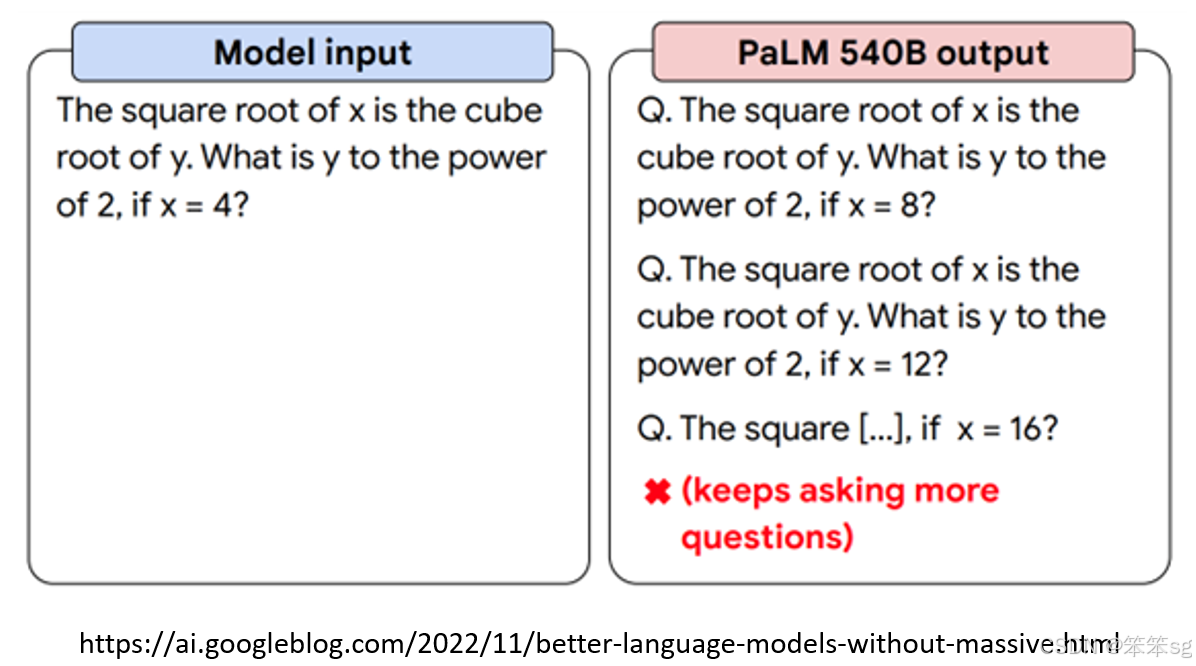 Model input
The square root of x is the cube
root of y. What is y to the power
of 2, if x = 4?
PaLM 540B output
Q. The square root of x is the
cube root of y. What is y to the
power of 2, if x = 8?
Q. The square root of x is the
cube root of y. What is y to the
power of 2, if x = 12?
Q. The square [...], if x = 16?
✖ (keeps asking more
questions)
https://ai.googleblog.com/2022/11/better-language-models-without-massive.html
CSDN @笨笨sg